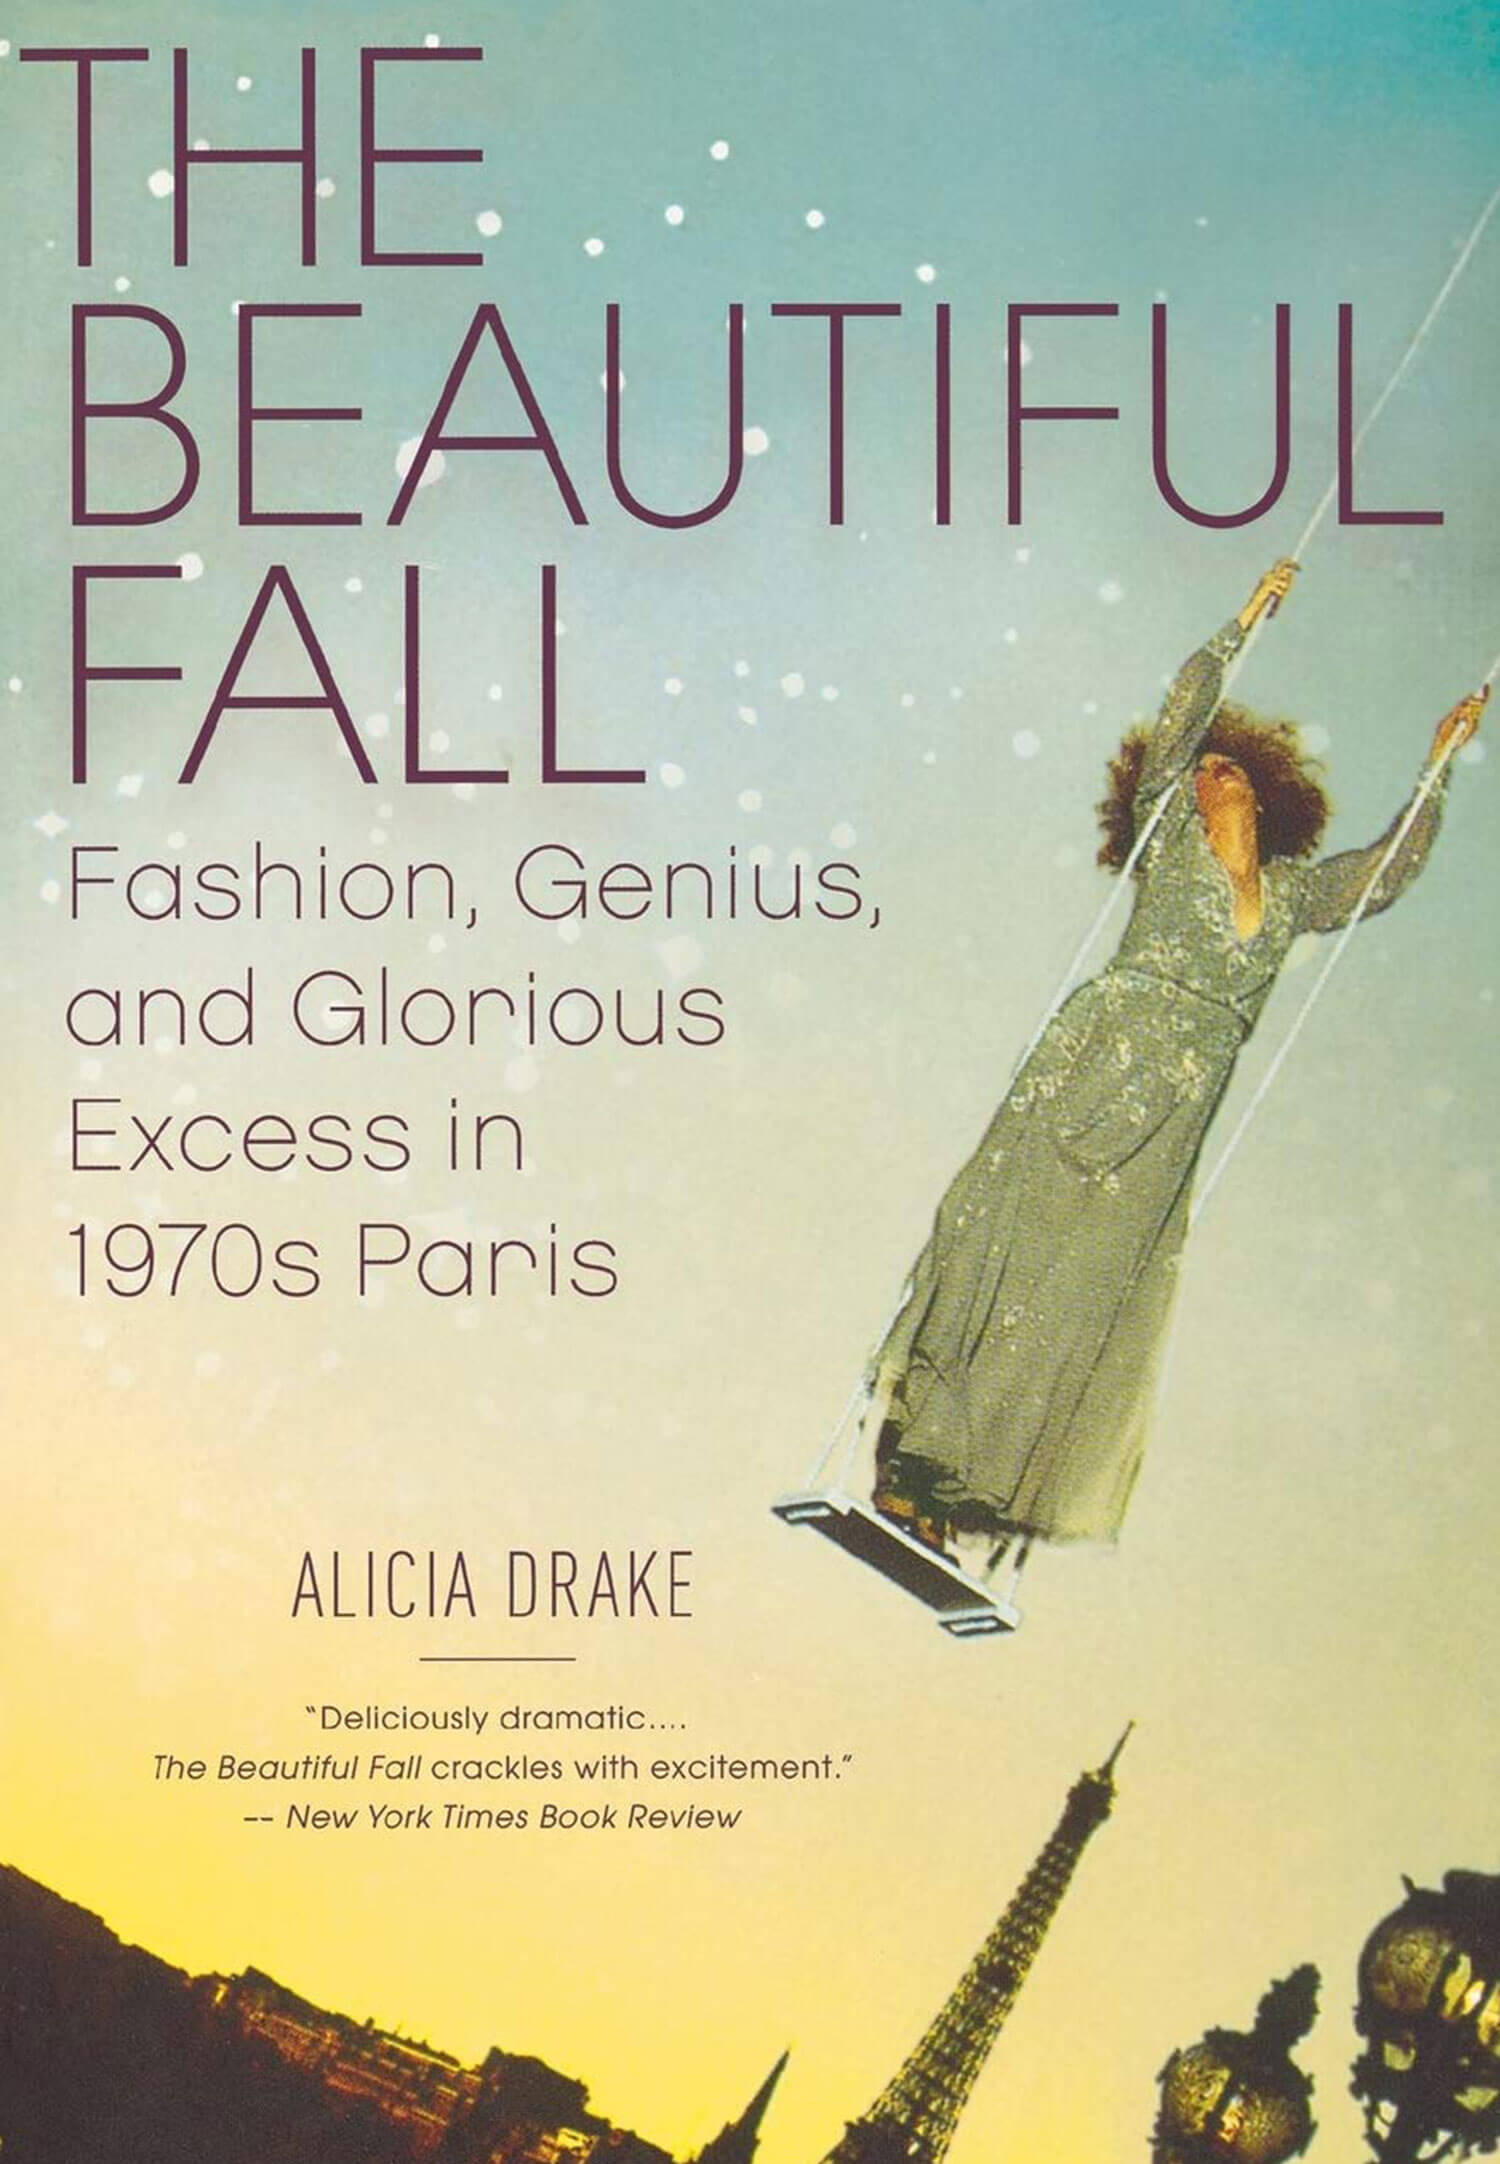 THE
BEAUTIFUL
FALL
Fashion, Genius,
and Glorious
Excess in
1970s Paris
ALICIA DRAKE
“Deliciously dramatic....
The Beautiful Fall crackles with excitement.”
-- New York Times Book Review